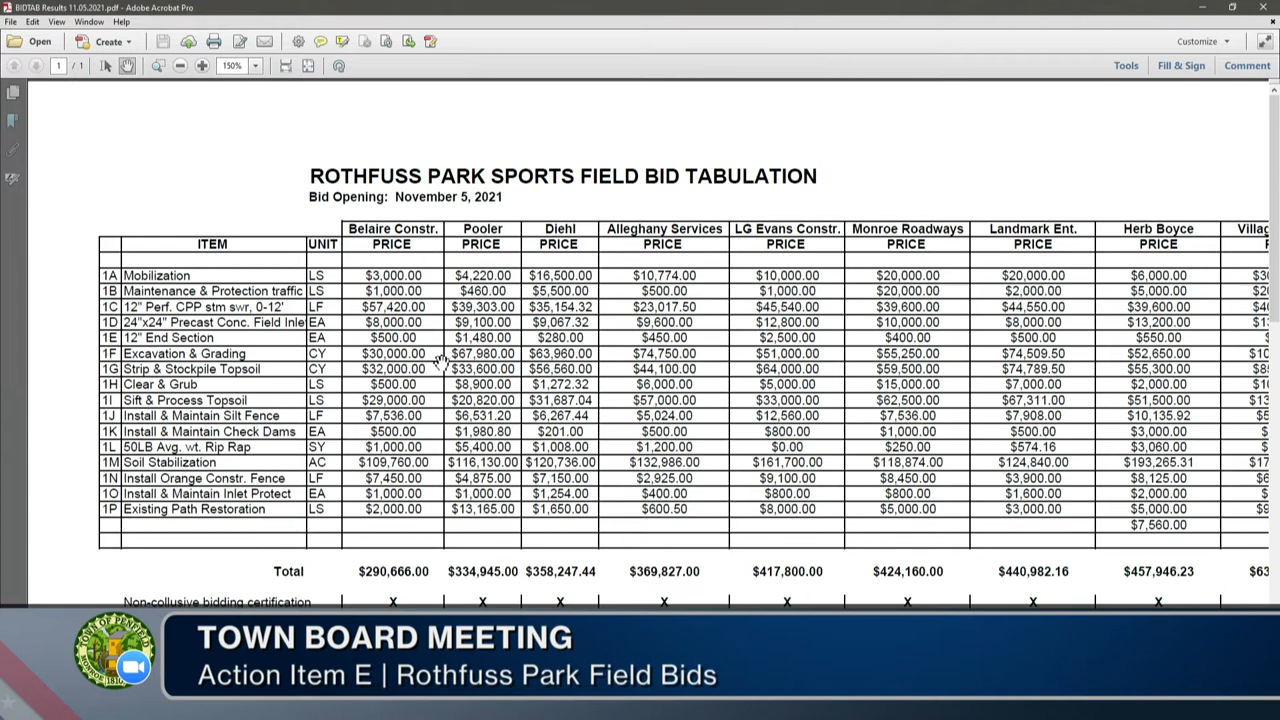 BIDTAB Results 11.05.2021.pdf - Adobe Acrobat Pro
File Edit View Window Help
Open Create Customize
1 / 1 150% Tools Fill & Sign Comment
ROTHFUSS PARK SPORTS FIELD BID TABULATION
Bid Opening: November 5, 2021
Belaire Constr. Pooler Diehl Alleghany Services LG Evans Constr. Monroe Roadways Landmark Ent. Herb Boyce Villag
ITEM UNIT PRICE PRICE PRICE PRICE PRICE PRICE PRICE PRICE
1A Mobilization LS $3,000.00 $4,220.00 $16,500.00 $10,774.00 $10,000.00 $20,000.00 $20,000.00 $6,000.00
1B Maintenance & Protection traffic LS $1,000.00 $460.00 $5,500.00 $500.00 $1,000.00 $20,000.00 $2,000.00 $5,000.00
1C 12" Perf. CPP stm swr, 0-12' LF $57,420.00 $39,303.00 $35,154.32 $23,017.50 $45,540.00 $39,600.00 $44,550.00 $39,600.00
1D 24"x24" Precast Conc. Field Inlet EA $8,000.00 $9,100.00 $9,067.32 $9,600.00 $12,800.00 $10,000.00 $8,000.00 $13,200.00
1E 12" End Section EA $500.00 $1,480.00 $280.00 $450.00 $2,500.00 $400.00 $500.00 $550.00
1F Excavation & Grading CY $30,000.00 $67,980.00 $63,960.00 $74,750.00 $51,000.00 $55,250.00 $74,509.50 $52,650.00
1G Strip & Stockpile Topsoil CY $32,000.00 $33,600.00 $56,560.00 $44,100.00 $64,000.00 $59,500.00 $74,789.50 $55,300.00
1H Clear & Grub LS $500.00 $8,900.00 $1,272.32 $6,000.00 $5,000.00 $15,000.00 $7,000.00 $2,000.00
1I Sift & Process Topsoil LS $29,000.00 $20,820.00 $31,687.04 $57,000.00 $33,000.00 $62,500.00 $67,311.00 $51,500.00
1J Install & Maintain Silt Fence LF $7,536.00 $6,531.20 $6,267.44 $5,024.00 $12,560.00 $7,536.00 $7,908.00 $10,135.92
1K Install & Maintain Check Dams EA $500.00 $1,980.80 $201.00 $500.00 $800.00 $1,000.00 $500.00 $3,000.00
1L 50LB Avg. wt. Rip Rap SY $1,000.00 $5,400.00 $1,008.00 $1,200.00 $0.00 $250.00 $574.16 $3,060.00
1M Soil Stabilization AC $109,760.00 $116,130.00 $120,736.00 $132,986.00 $161,700.00 $118,874.00 $124,840.00 $193,265.31
1N Install Orange Constr. Fence LF $7,450.00 $4,875.00 $7,150.00 $2,925.00 $9,100.00 $8,450.00 $3,900.00 $8,125.00
1O Install & Maintain Inlet Protect EA $1,000.00 $1,000.00 $1,254.00 $400.00 $800.00 $800.00 $1,600.00 $2,000.00
1P Existing Path Restoration LS $2,000.00 $13,165.00 $1,650.00 $600.50 $8,000.00 $5,000.00 $3,000.00 $5,000.00
$7,560.00
Total $290,666.00 $334,945.00 $358,247.44 $369,827.00 $417,800.00 $424,160.00 $440,982.16 $457,946.23
Non-collusive bidding certification X X X X X X X X
TOWN BOARD MEETING
Action Item E | Rothfuss Park Field Bids